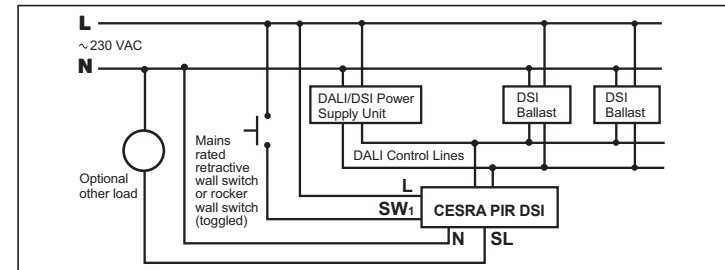 L
~230 VAC
N
DALI/DSI Power
Supply Unit
DSI
Ballast
DSI
Ballast
Mains
rated
retractive
wall switch
or rocker
wall switch
(toggled)
DALI Control Lines
Optional
other load
L
SW1
CESRA PIR DSI
N
SL